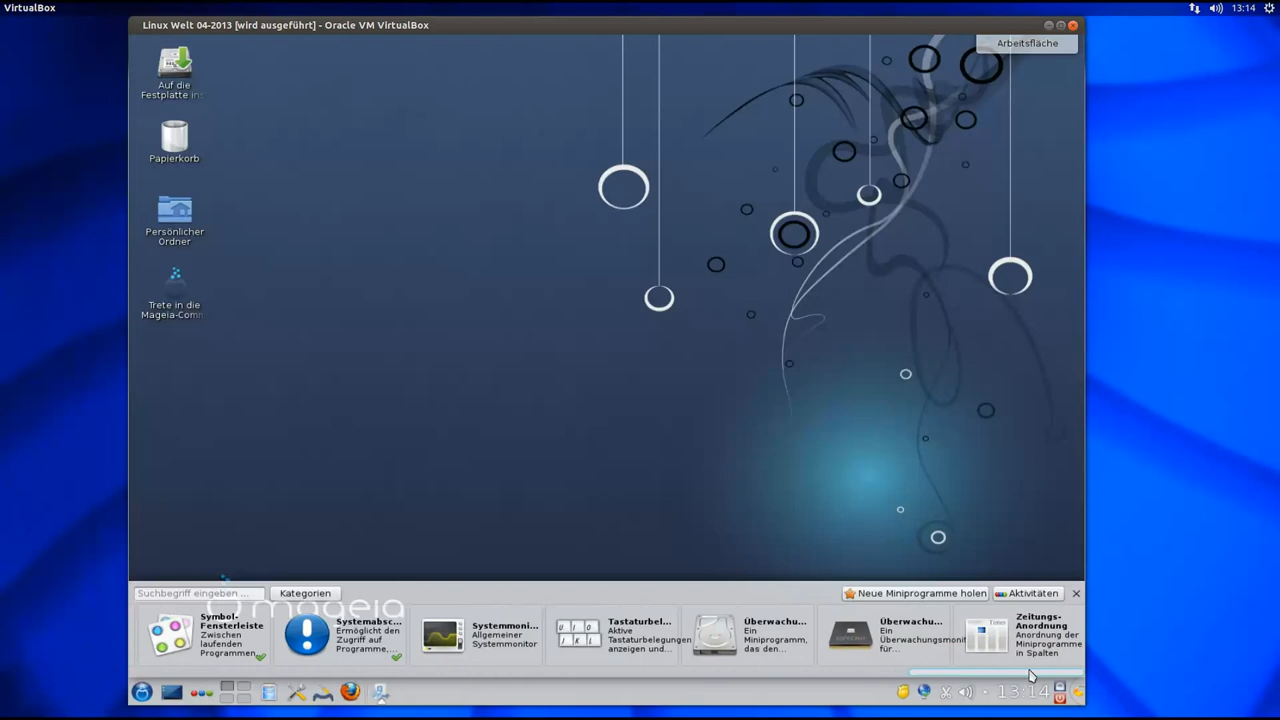 VirtualBox
13:14
Linux Welt 04-2013 [wird ausgeführt] - Oracle VM VirtualBox
Arbeitsfläche
Auf die
Festplatte ins
Papierkorb
Persönlicher
Ordner
Trete in die
Mageia-Comm
Suchbegriff eingeben ...
Kategorien
Neue Miniprogramme holen
Aktivitäten
mageia
Symbol-
Fensterleiste
Zwischen
laufenden
Programmen,
Systemabsc...
Ermöglicht den
Zugriff auf
Programme,...
Systemmoni...
Allgemeiner
Systemmonitor
Tastaturbel...
Aktive
Tastaturbelegungen
anzeigen und...
Überwachu...
Ein
Miniprogramm,
das den...
Überwachu...
Ein
Überwachungsmonit
für...
Zeitungs-
Anordnung
Anordnung der
Miniprogramme
in Spalten
13:14